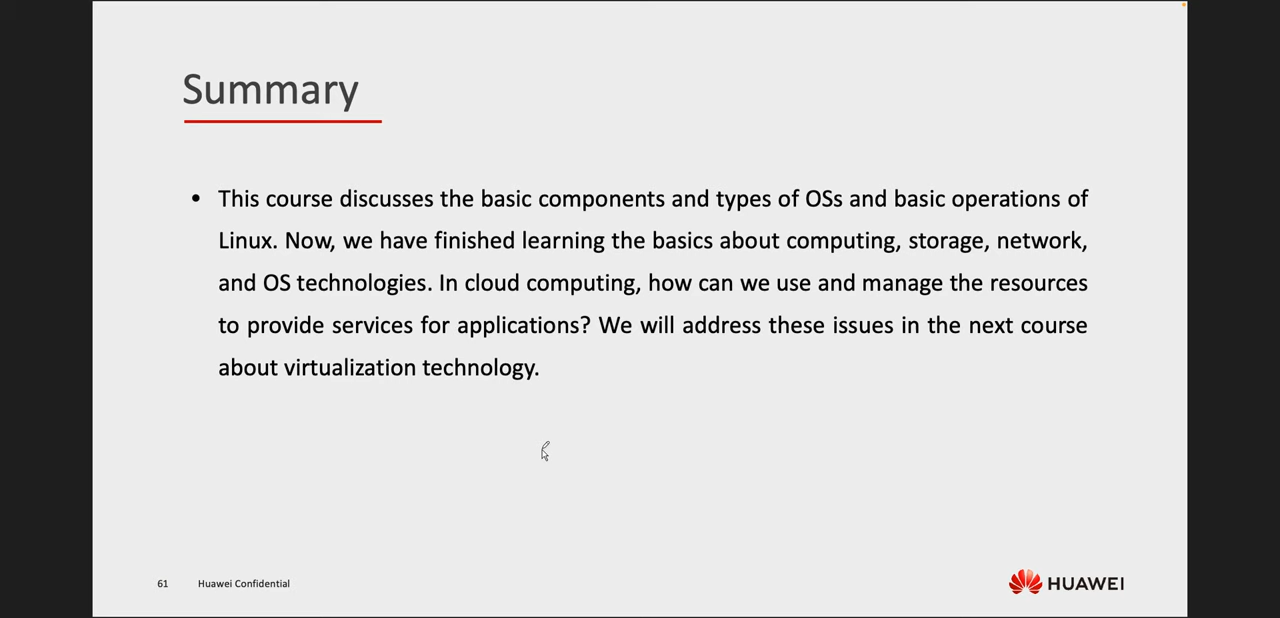 Summary
• This course discusses the basic components and types of OSs and basic operations of
Linux. Now, we have finished learning the basics about computing, storage, network,
and OS technologies. In cloud computing, how can we use and manage the resources
to provide services for applications? We will address these issues in the next course
about virtualization technology.
61 Huawei Confidential
HUAWEI